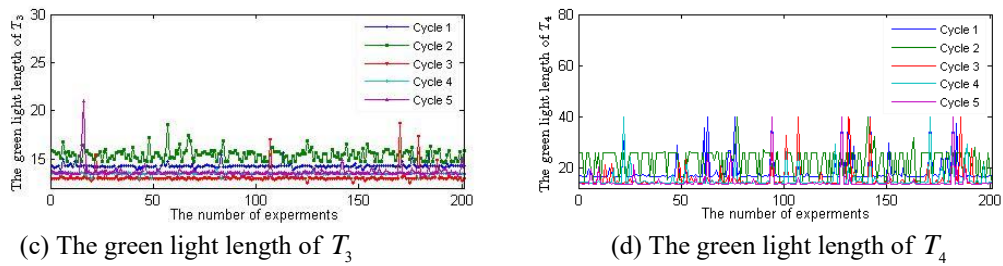 The green light length of T3
30
25
20
15
0
50
100
150
200
The number of experments
Cycle 1
Cycle 2
Cycle 3
Cycle 4
Cycle 5
(c) The green light length of T3
The green light length of T4
80
60
40
20
0
50
100
150
200
The number of experments
Cycle 1
Cycle 2
Cycle 3
Cycle 4
Cycle 5
(d) The green light length of T4